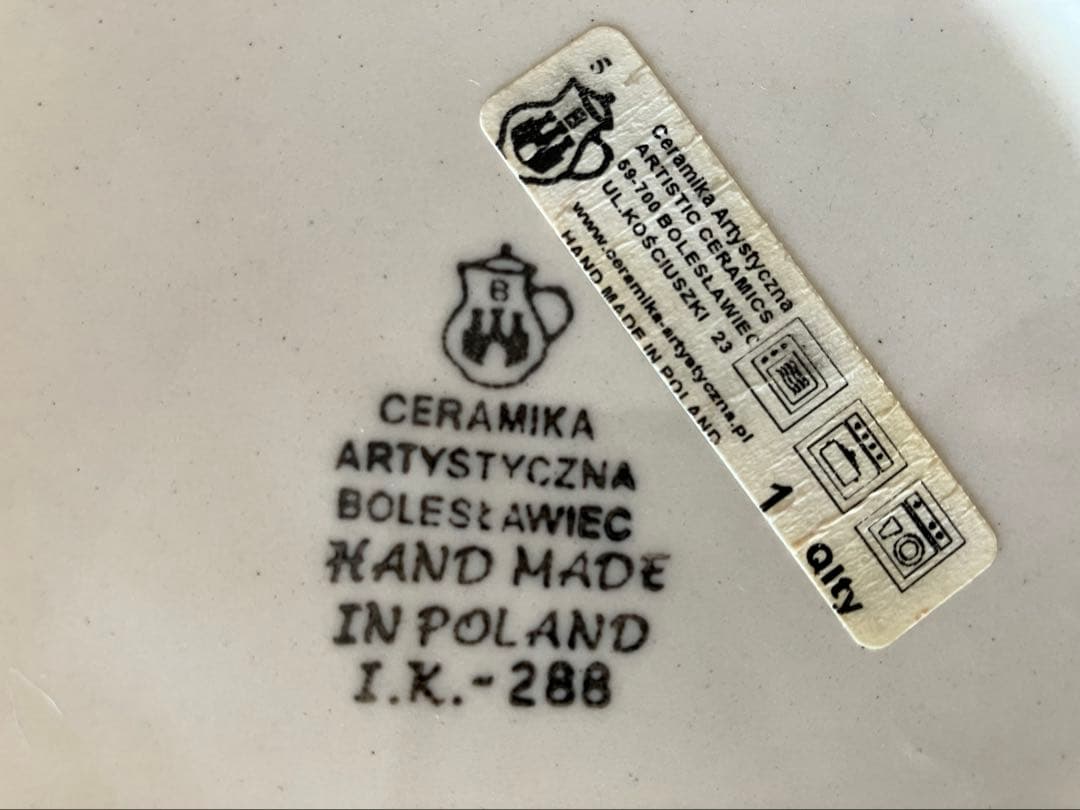 B
CERAMIKA
ARTYSTYCZNA
BOLESŁAWIEC
HAND MADE
IN POLAND
I.K.-288
S
B
Ceramika Artystyczna
ARTISTIC CERAMICS
59-700 BOLESŁAWIEC
UL.KOŚCIUSZKI 23
www.ceramika-artystyczna.pl
HAND MADE IN POLAND
1 Qlty